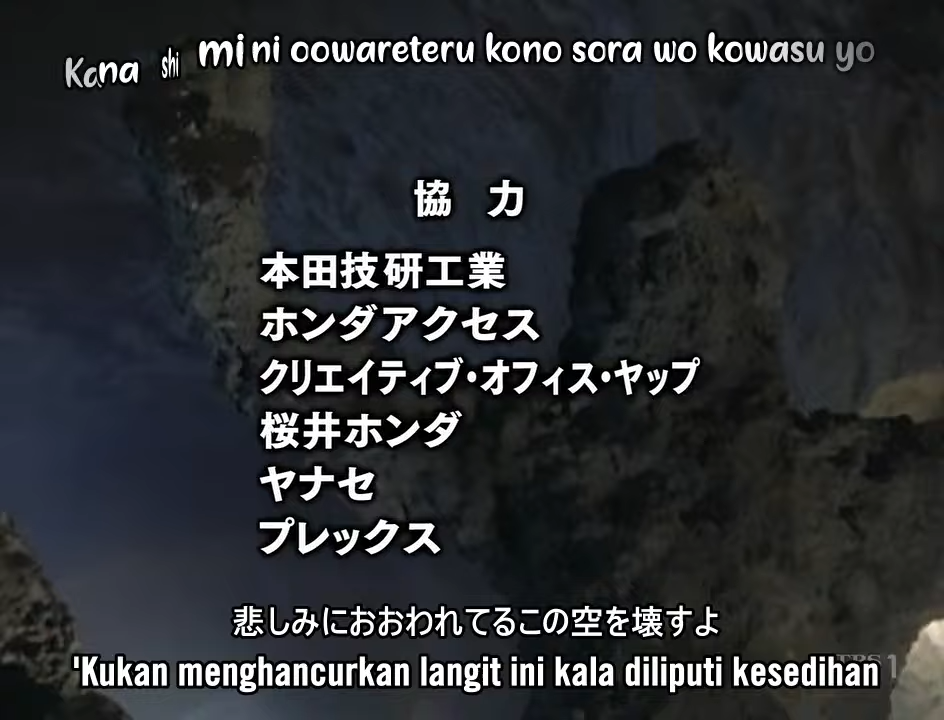 Kanashimi ni oowareteru kono sora wo kowasu yo
協 力
本田技研工業
ホンダアクセス
クリエイティブ・オフィス・ヤップ
桜井ホンダ
ヤナセ
プレックス
悲しみにおおわれてるこの空を壊すよ
'Kukan menghancurkan langit ini kala diliputi kesedihan
TBS1